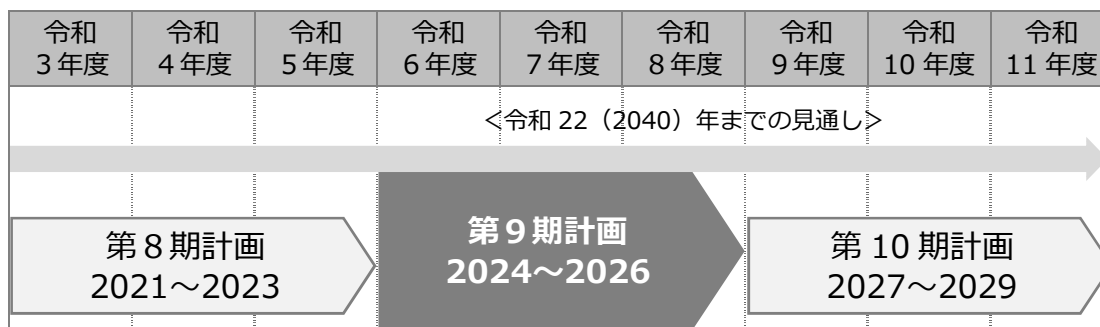 令和
3年度
令和
4年度
令和
5年度
令和
6年度
令和
7年度
令和
8年度
令和
9年度
令和
10年度
令和
11年度
＜令和22（2040）年までの見通し＞
第8期計画
2021～2023
第9期計画
2024～2026
第10期計画
2027～2029